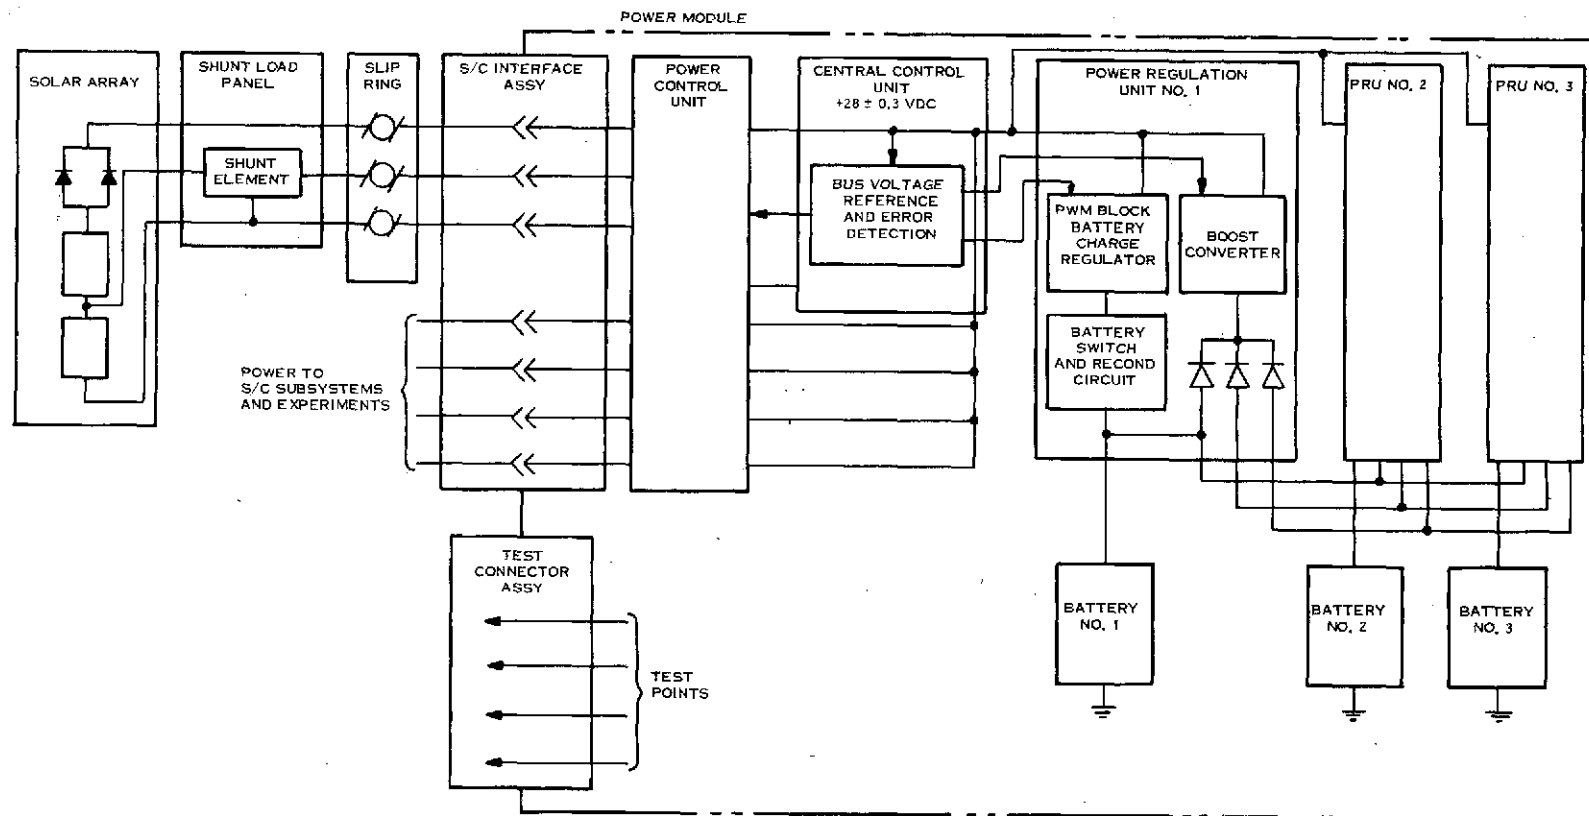 POWER MODULE
SOLAR ARRAY
SHUNT LOAD
PANEL
SHUNT
ELEMENT
SLIP
RING
S/C INTERFACE
ASSY
POWER
CONTROL
UNIT
CENTRAL CONTROL
UNIT
+28 ± 0.3 VDC
BUS VOLTAGE
REFERENCE
AND ERROR
DETECTION
POWER REGULATION
UNIT NO. 1
PWM BLOCK
BATTERY
CHARGE
REGULATOR
BOOST
CONVERTER
BATTERY
SWITCH
AND RECOND
CIRCUIT
PRU NO. 2
PRU NO. 3
POWER TO
S/C SUBSYSTEMS
AND EXPERIMENTS
TEST
CONNECTOR
ASSY
TEST
POINTS
BATTERY
NO. 1
BATTERY
NO. 2
BATTERY
NO. 3